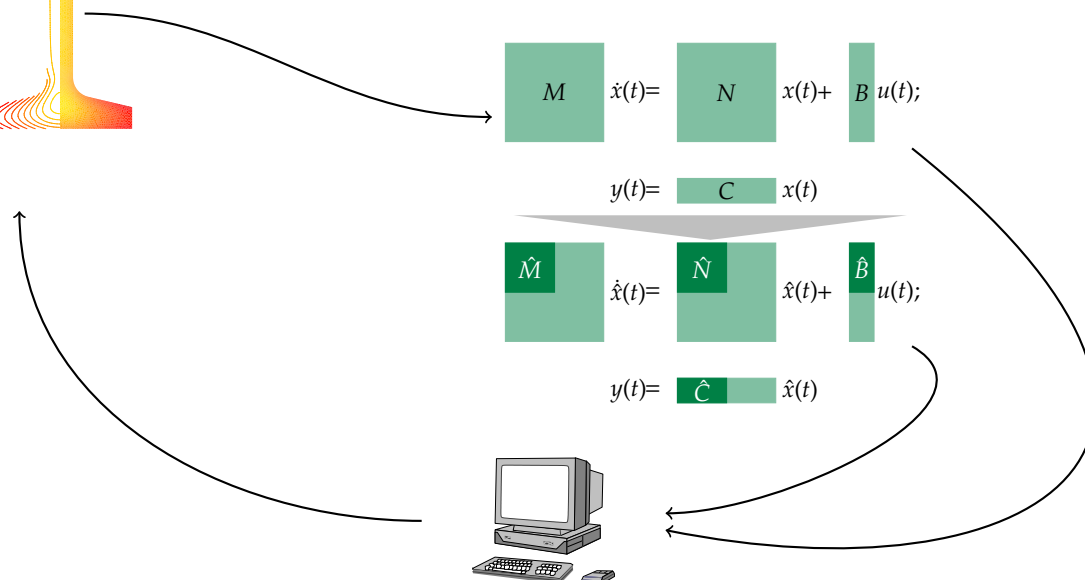 M ẋ(t)= N x(t)+ B u(t);
y(t)= C x(t)
M̂ x̂̇(t)= N̂ x̂(t)+ B̂ u(t);
y(t)= Ĉ x̂(t)